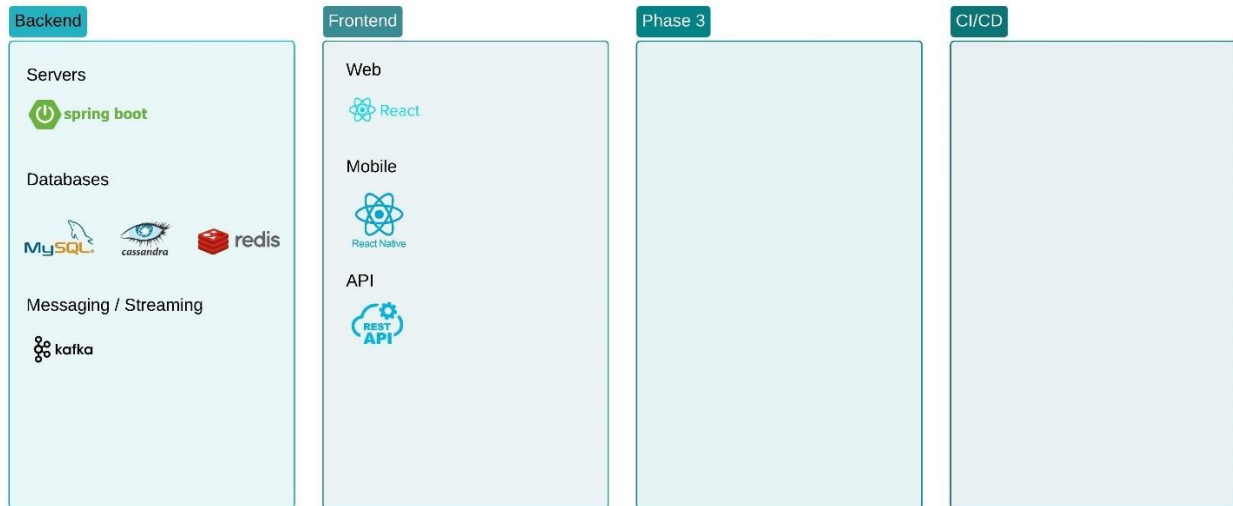 Backend
Servers
spring boot
Databases
MySQL.
cassandra
redis
Messaging / Streaming
kafka
Frontend
Web
React
Mobile
React Native
API
REST
API
Phase 3
CI/CD